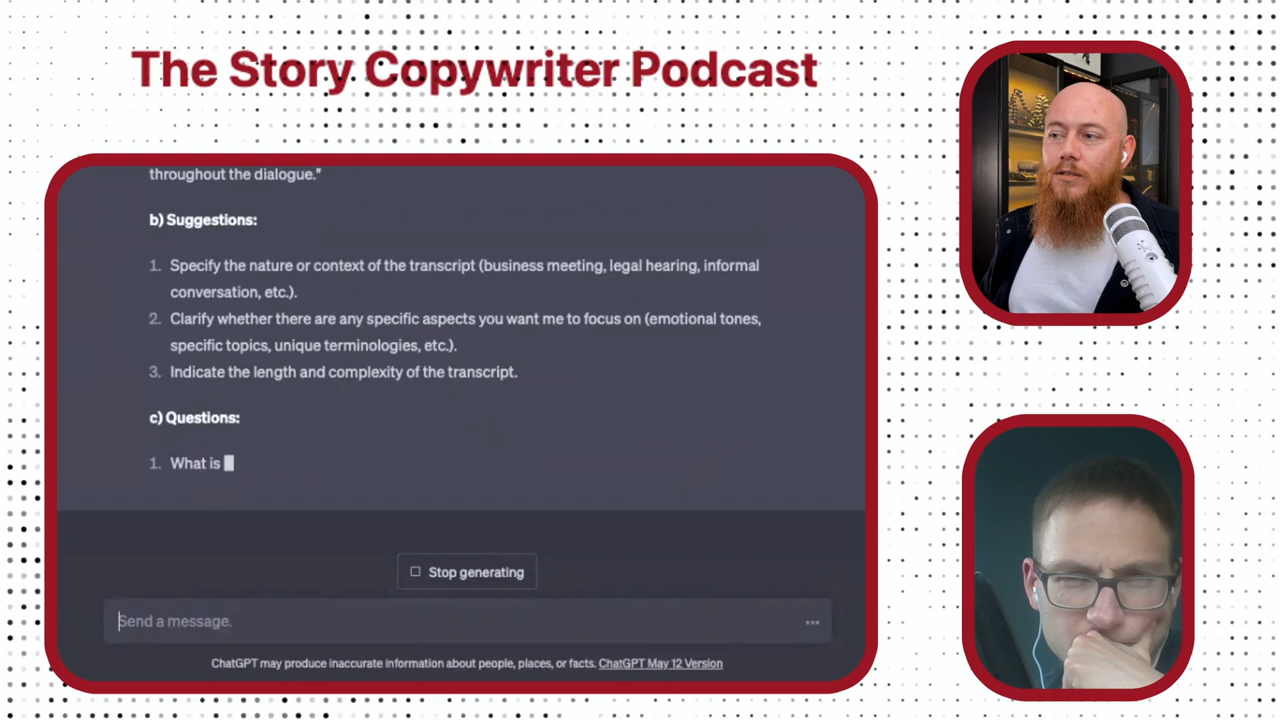 The Story Copywriter Podcast
throughout the dialogue."
b) Suggestions:
1. Specify the nature or context of the transcript (business meeting, legal hearing, informal
conversation, etc.).
2. Clarify whether there are any specific aspects you want me to focus on (emotional tones,
specific topics, unique terminologies, etc.).
3. Indicate the length and complexity of the transcript.
c) Questions:
1. What is
Stop generating
Send a message.
ChatGPT may produce inaccurate information about people, places, or facts. ChatGPT May 12 Version